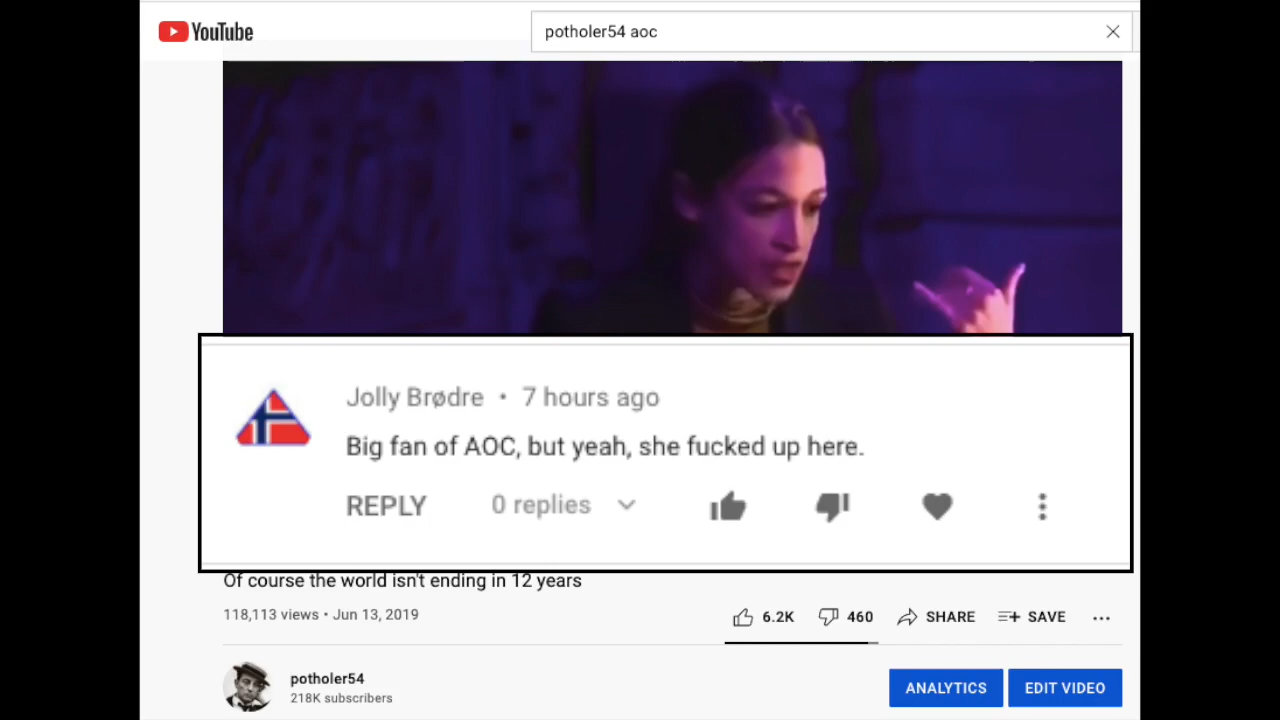 YouTube
potholer54 aoc
Jolly Brødre • 7 hours ago
Big fan of AOC, but yeah, she fucked up here.
REPLY 0 replies
Of course the world isn't ending in 12 years
118,113 views • Jun 13, 2019
6.2K 460 SHARE SAVE
potholer54
218K subscribers
ANALYTICS EDIT VIDEO